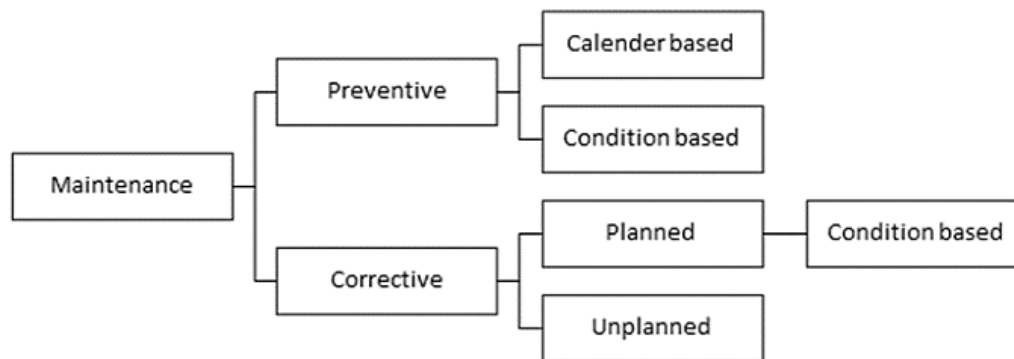 Calender based
Preventive
Condition based
Maintenance
Planned
Condition based
Corrective
Unplanned